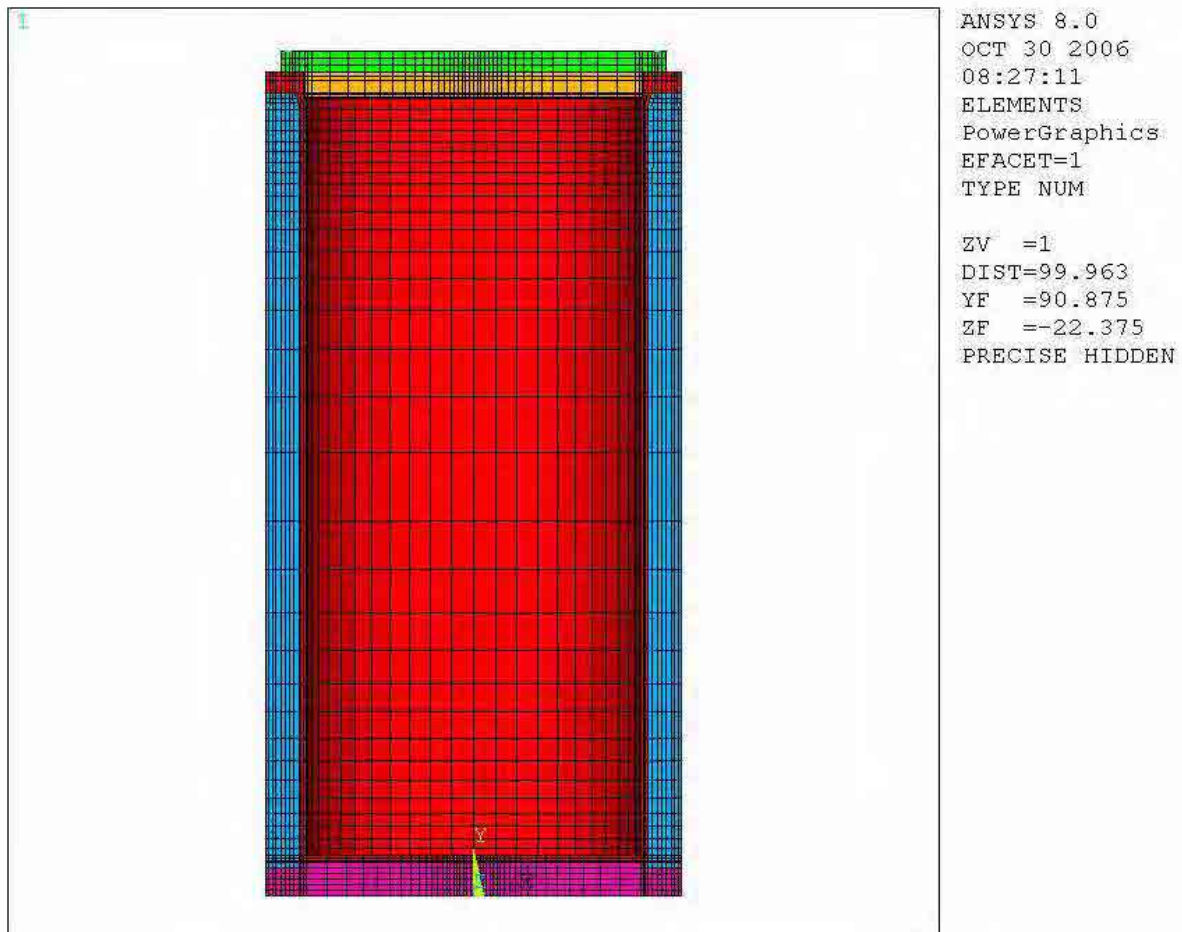 1
ANSYS 8.0
OCT 30 2006
08:27:11
ELEMENTS
PowerGraphics
EFACET=1
TYPE NUM
ZV =1
DIST=99.963
YF =90.875
ZF =-22.375
PRECISE HIDDEN
Y